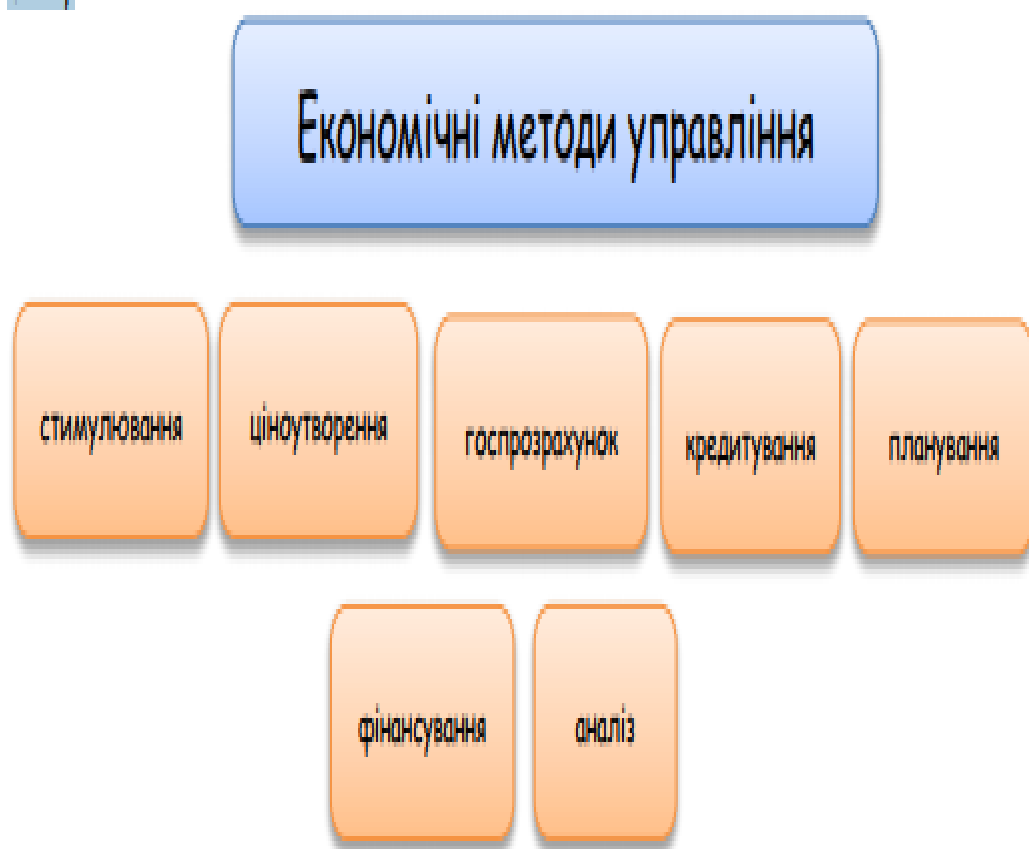 Економічні методи управління
стимулювання
ціноутворення
госпрозрахунок
кредитування
планування
фінансування
аналіз